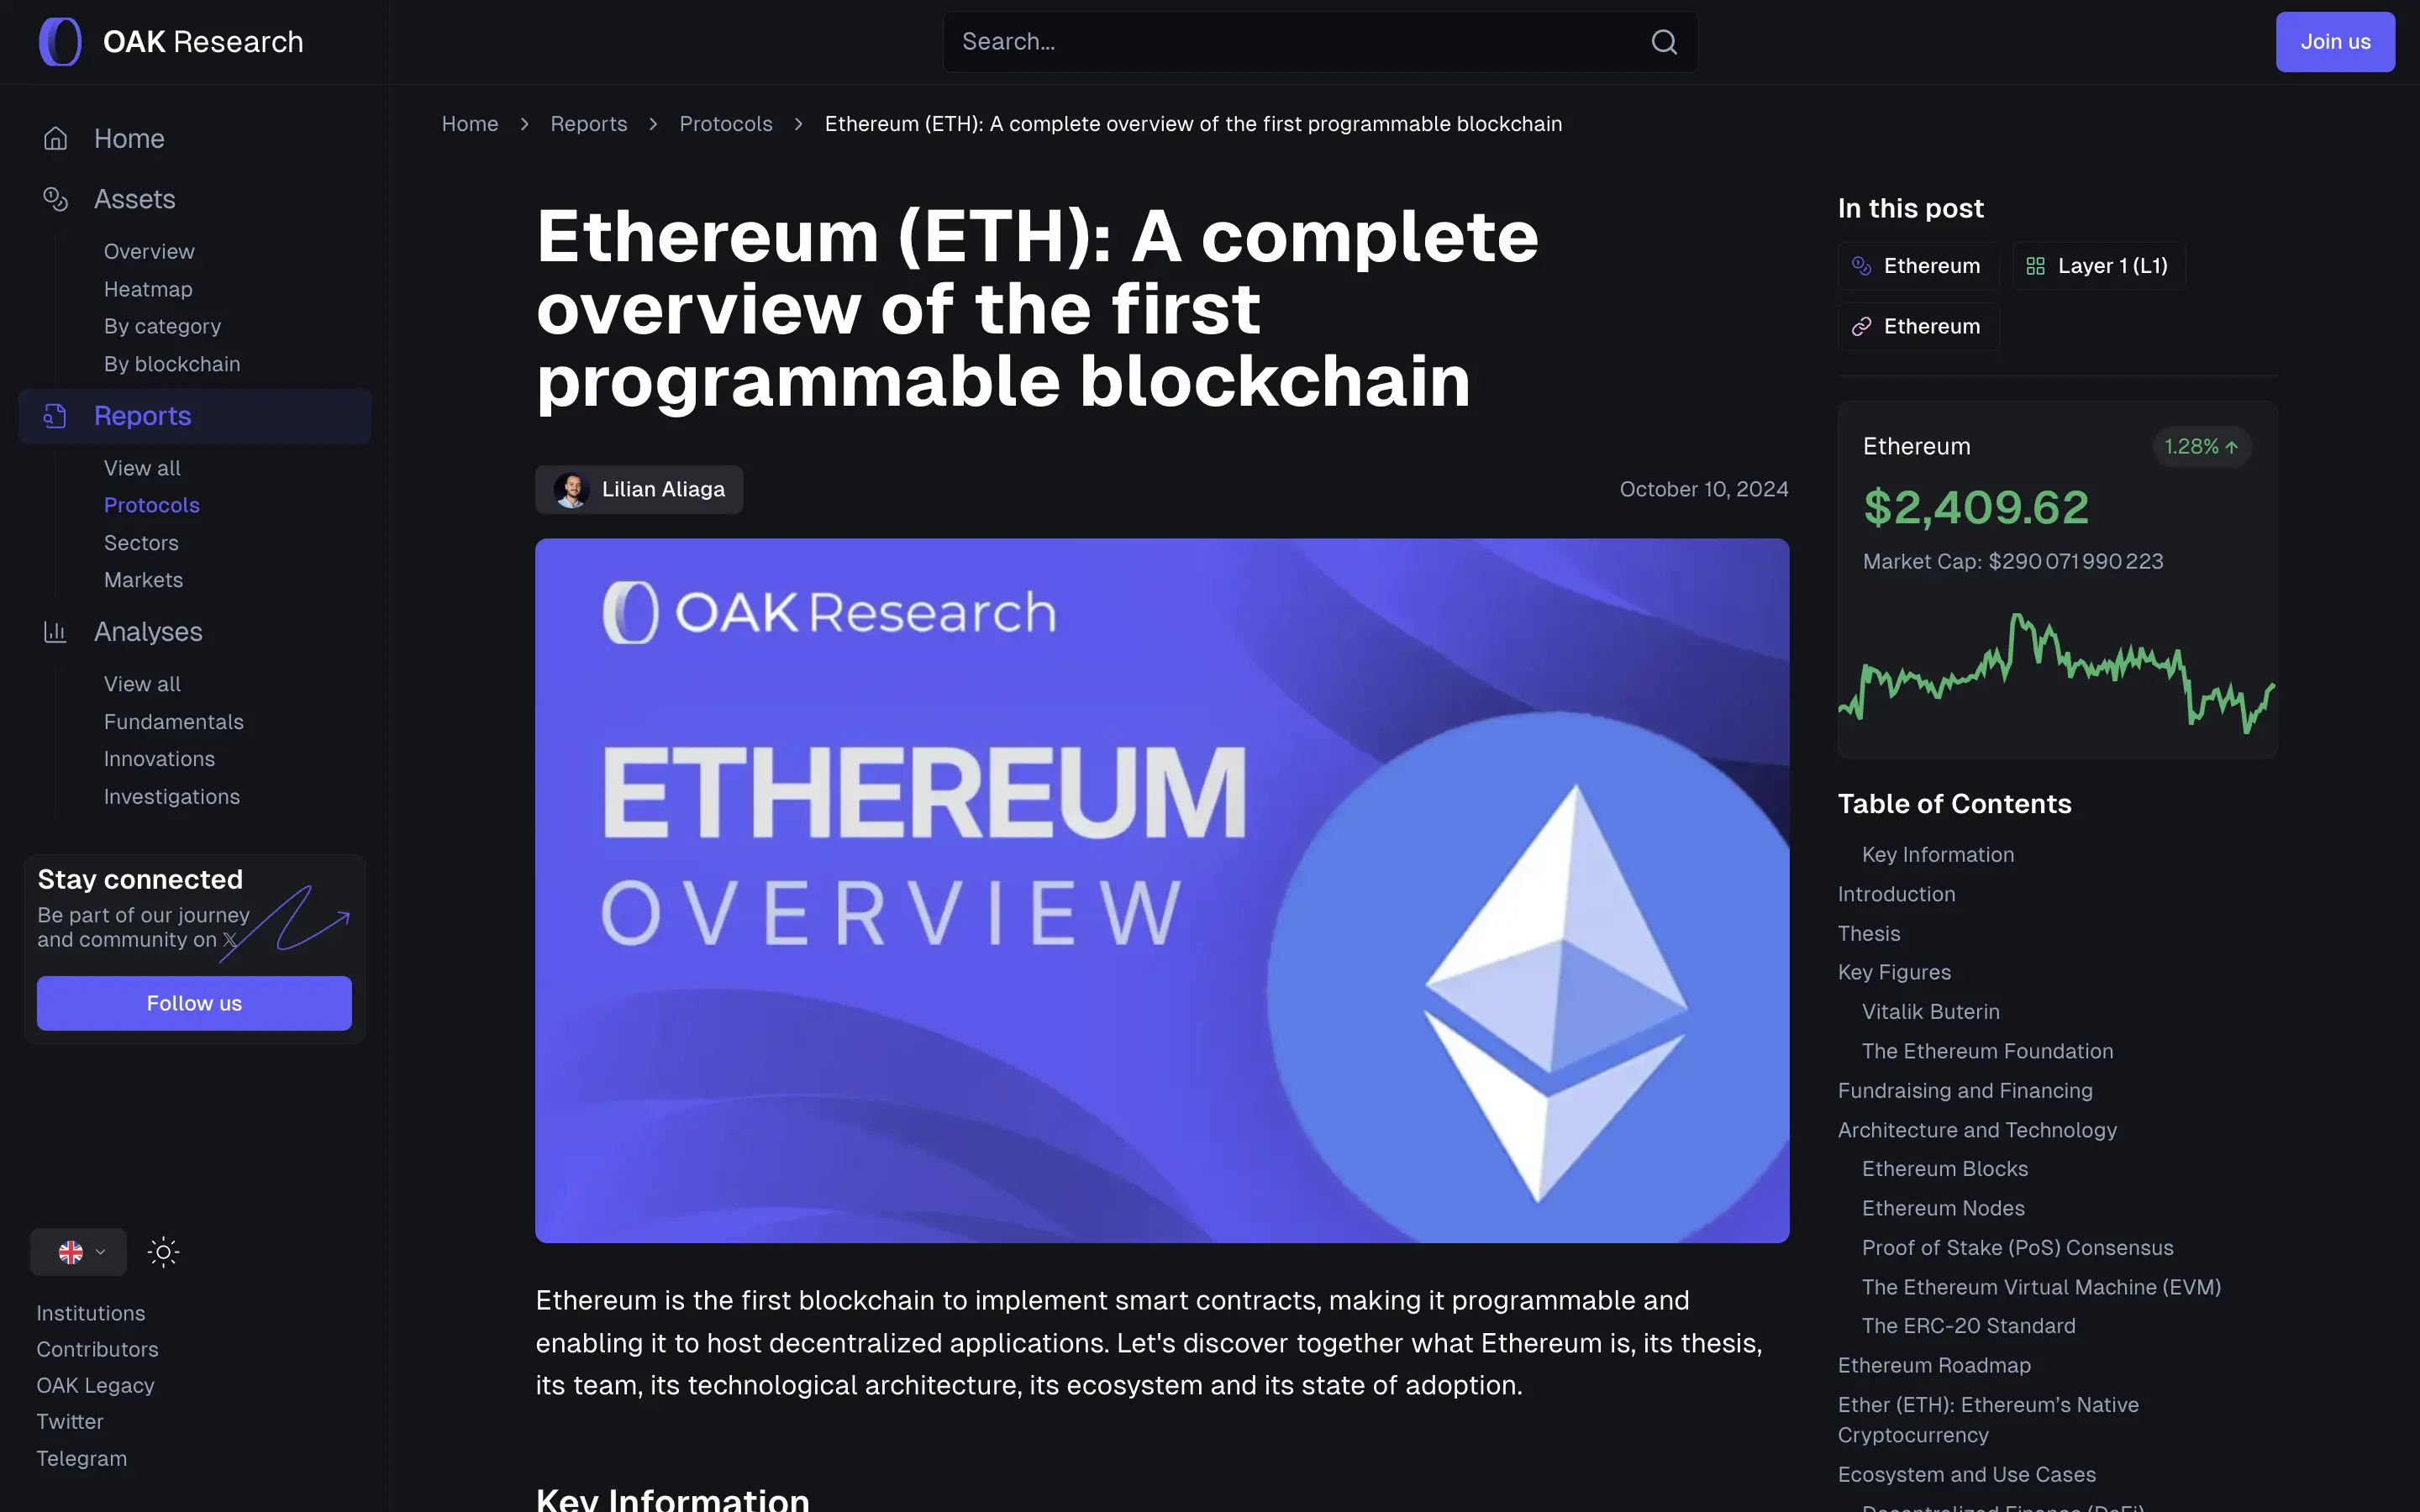 OAK Research
Search...
Join us
Home
Assets
Overview
Heatmap
By category
By blockchain
Reports
View all
Protocols
Sectors
Markets
Analyses
View all
Fundamentals
Innovations
Investigations
Stay connected
Be part of our journey
and community on 𝕏
Follow us
Institutions
Contributors
OAK Legacy
Twitter
Telegram
Home > Reports > Protocols > Ethereum (ETH): A complete overview of the first programmable blockchain
Ethereum (ETH): A complete
overview of the first
programmable blockchain
Lilian Aliaga
October 10, 2024
OAK Research
ETHEREUM
OVERVIEW
Ethereum is the first blockchain to implement smart contracts, making it programmable and
enabling it to host decentralized applications. Let's discover together what Ethereum is, its thesis,
its team, its technological architecture, its ecosystem and its state of adoption.
Key Information
In this post
Ethereum
Layer 1 (L1)
Ethereum
Ethereum
1.28%
$2,409.62
Market Cap: $290 071 990 223
Table of Contents
Key Information
Introduction
Thesis
Key Figures
Vitalik Buterin
The Ethereum Foundation
Fundraising and Financing
Architecture and Technology
Ethereum Blocks
Ethereum Nodes
Proof of Stake (PoS) Consensus
The Ethereum Virtual Machine (EVM)
The ERC-20 Standard
Ethereum Roadmap
Ether (ETH): Ethereum’s Native
Cryptocurrency
Ecosystem and Use Cases
Decentralized Finance (DeFi)